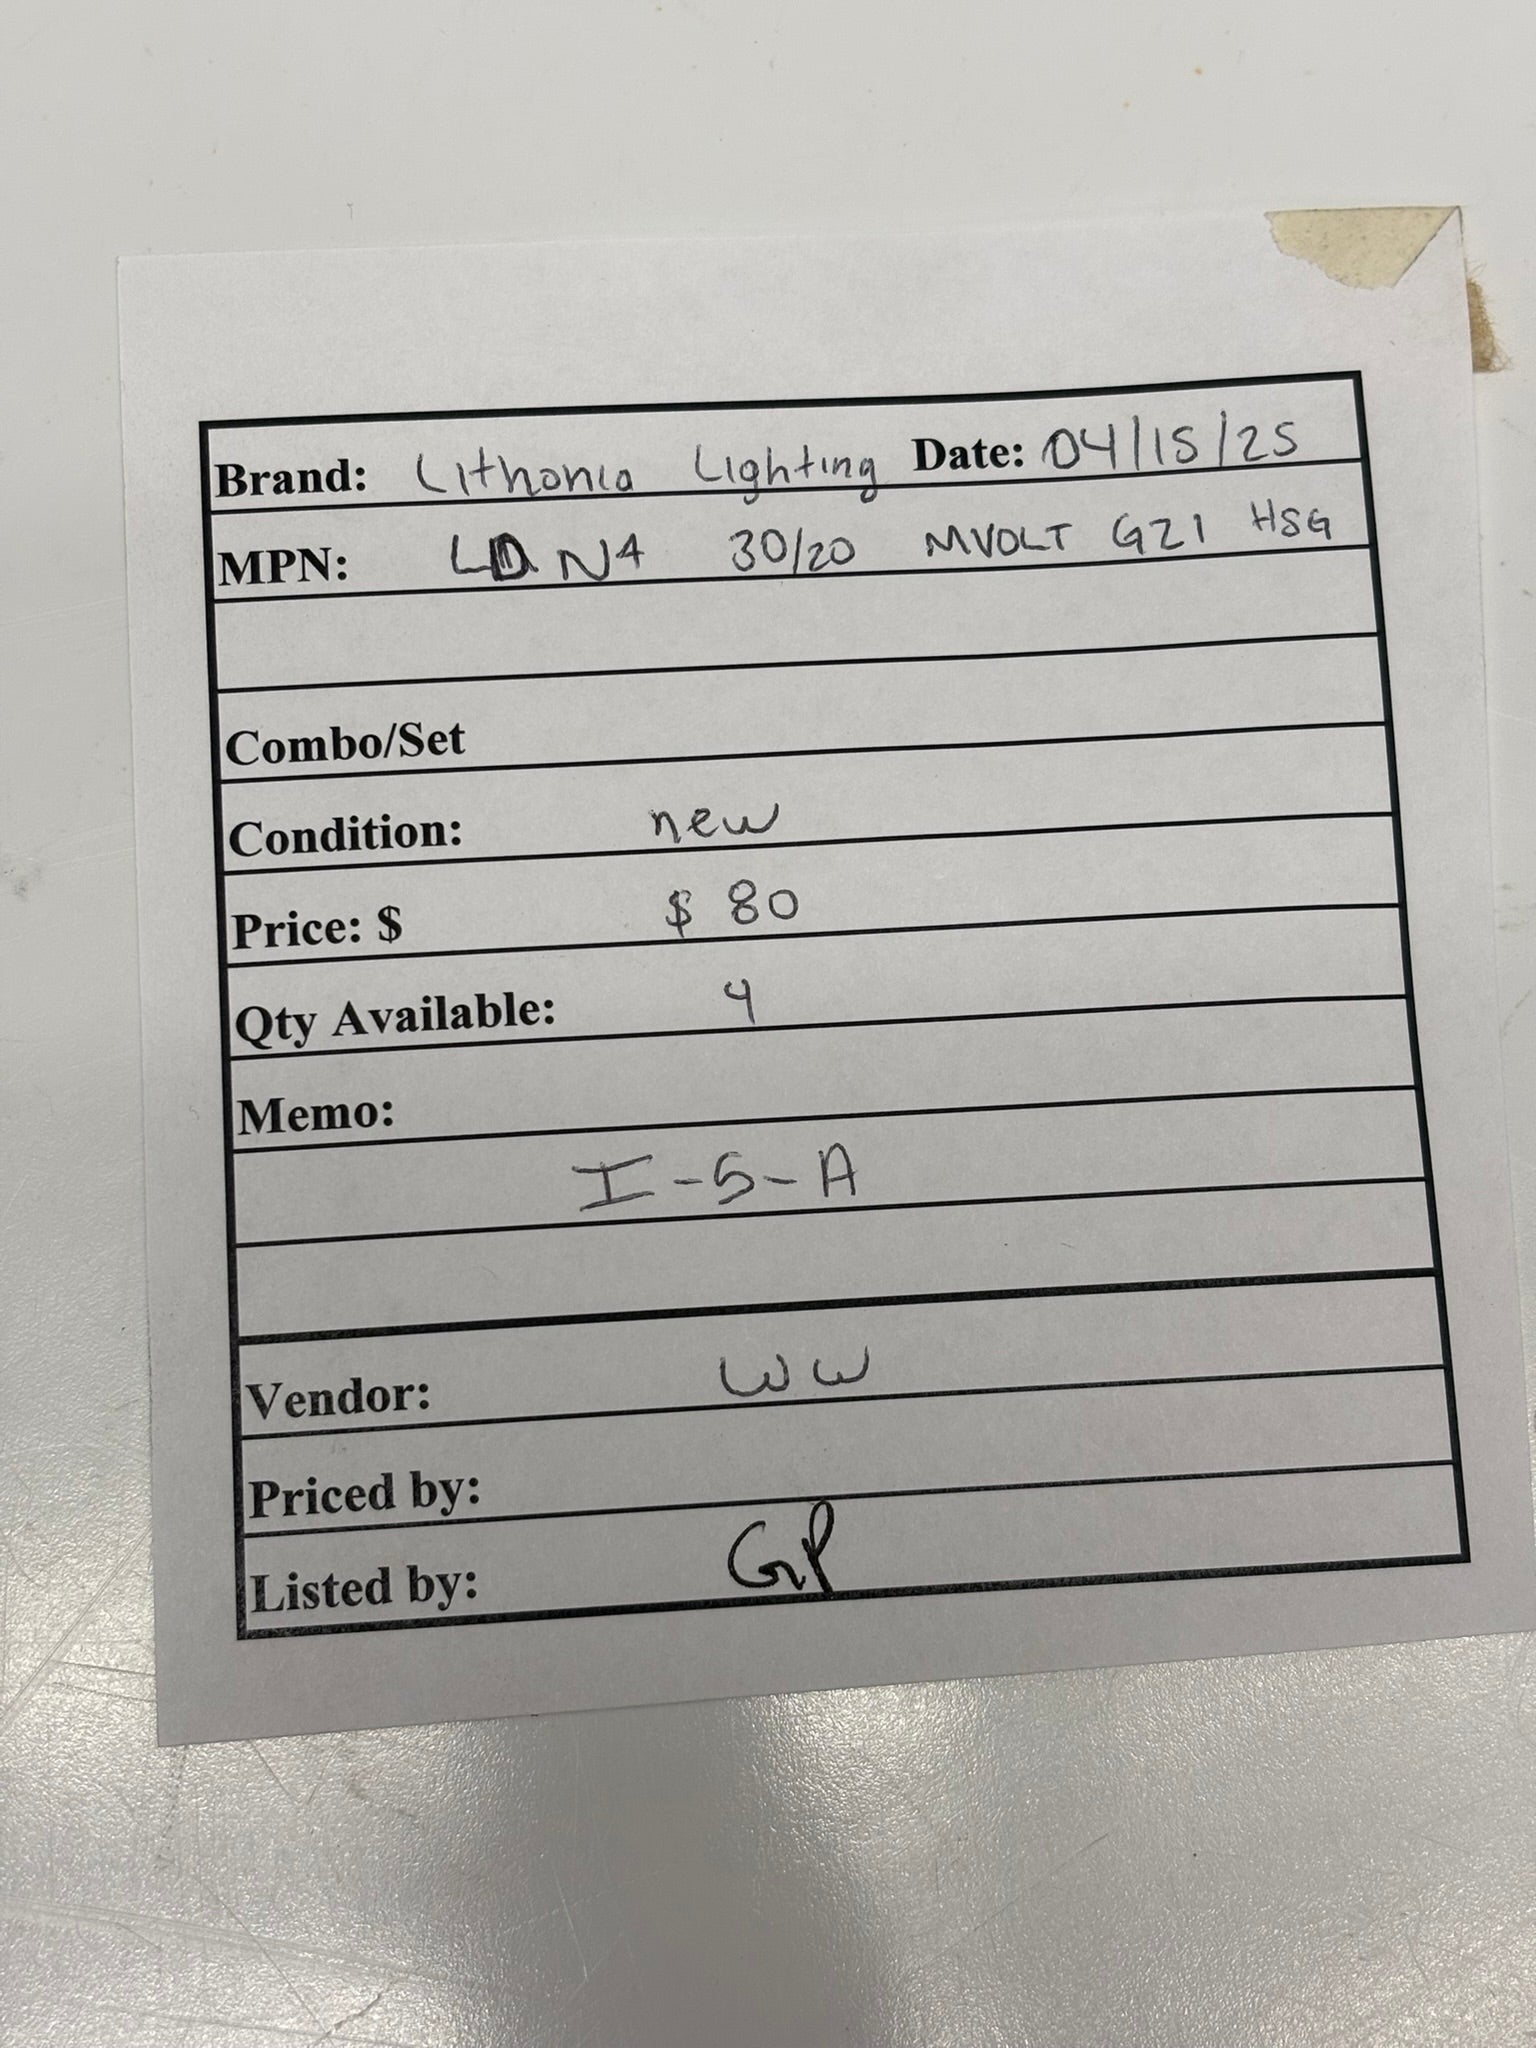 Brand: Lithonia Lighting Date: 04/15/25
MPN: LDN4 30/20 MVOLT GZ1 HSG
Combo/Set
Condition: new
Price: $ $ 80
Qty Available: 4
Memo:
I-5-A
Vendor: WW
Priced by:
Listed by: GP